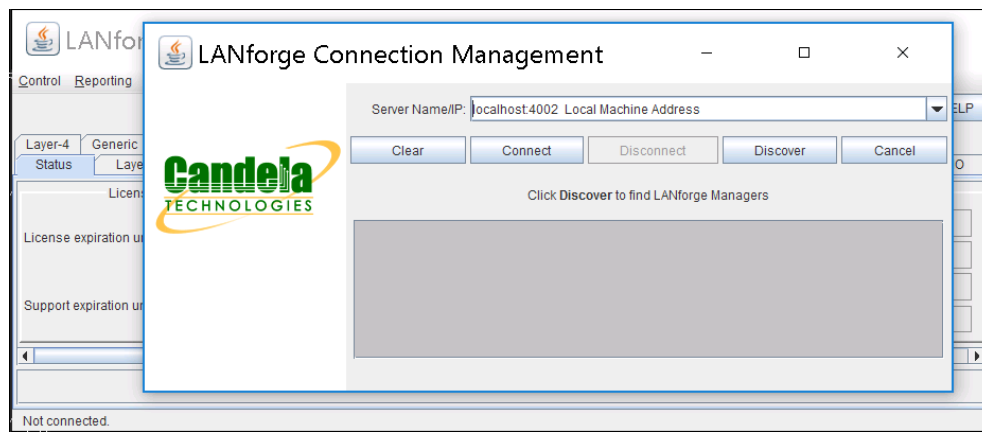 LANfor
Control Reporting
ELP
Layer-4 Generic
Status Laye
O
Licens
License expiration u
Support expiration u
Not connected.
LANforge Connection Management
Server Name/IP: localhost:4002 Local Machine Address
Clear Connect Disconnect Discover Cancel
Candela
TECHNOLOGIES
Click Discover to find LANforge Managers